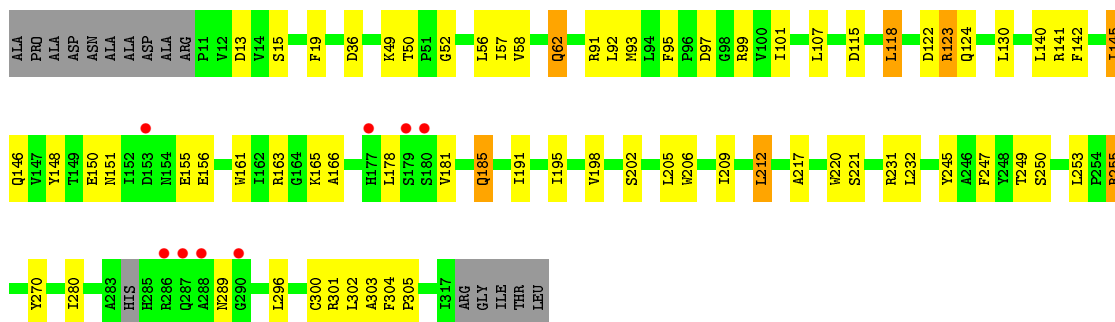 ALA PRO ALA ASP ASN ALA ALA ASP ALA ARG P11 V12 D13 V14 S15 F19 D36 K49 T50 P51 G52 L56 I57 V58 Q62 R91 L92 M93 L94 F95 P96 D97 G98 R99 V100 I101 L107 D115 L118 D122 R123 Q124 L130 L140 R141 F142 I145
Q146 V147 Y148 T149 E150 N151 I152 D153 N154 E155 E156 W161 I162 R163 G164 K165 A166 H177 L178 S179 S180 V181 Q185 I191 I195 V198 S202 L205 W206 I209 L212 A217 W220 S221 R231 L232 Y245 A246 F247 Y248 T249 S250 L253 P254
Y270 I280 A283 HIS H285 R286 Q287 A288 N289 G290 L296 C300 R301 L302 A303 F304 P305 I317 ARG GLY ILE THR LEU